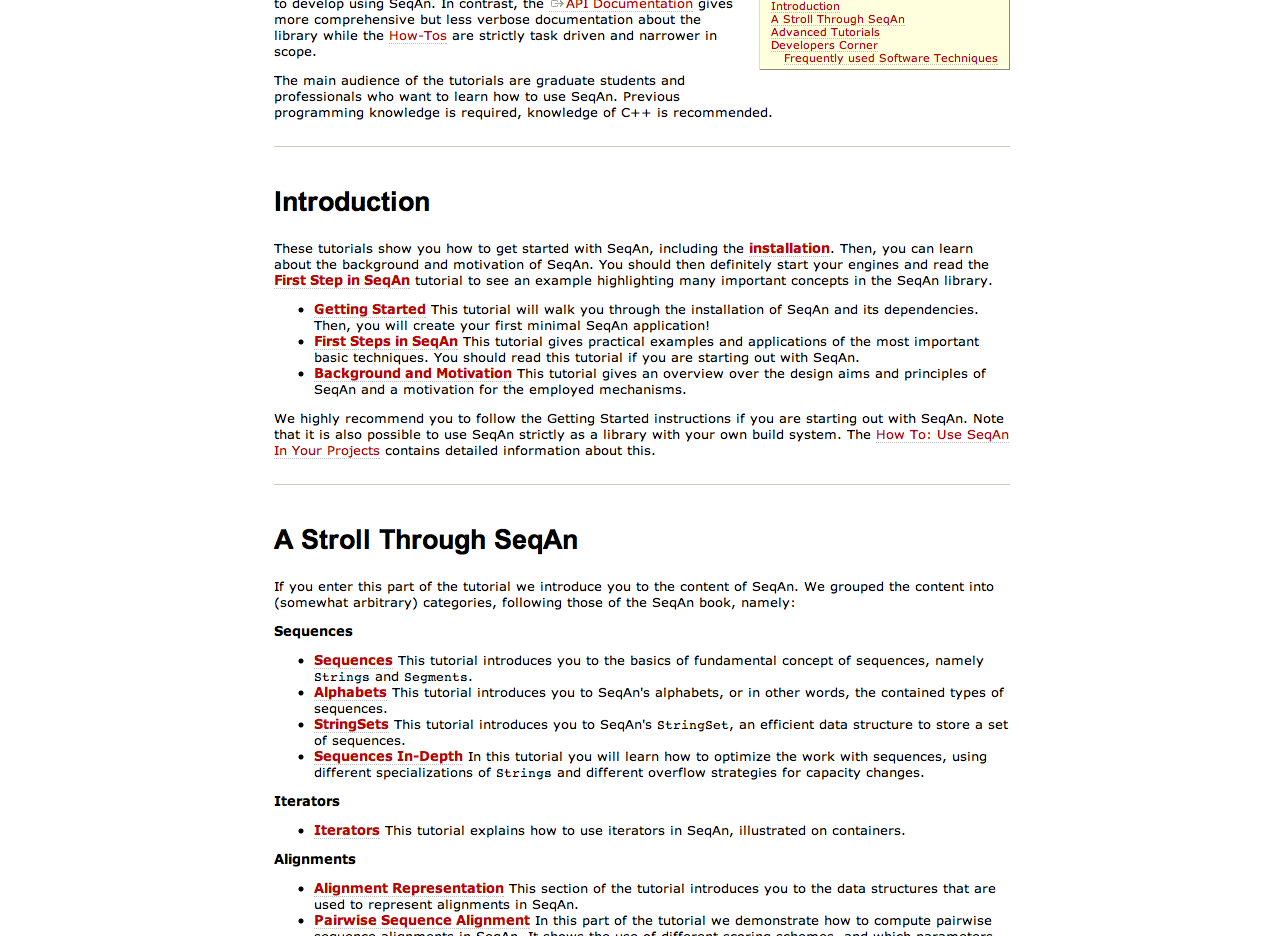 to develop using SeqAn. In contrast, the API Documentation gives
more comprehensive but less verbose documentation about the
library while the How-Tos are strictly task driven and narrower in
scope.
Introduction
A Stroll Through SeqAn
Advanced Tutorials
Developers Corner
Frequently used Software Techniques
The main audience of the tutorials are graduate students and
professionals who want to learn how to use SeqAn. Previous
programming knowledge is required, knowledge of C++ is recommended.
Introduction
These tutorials show you how to get started with SeqAn, including the installation. Then, you can learn
about the background and motivation of SeqAn. You should then definitely start your engines and read the
First Step in SeqAn tutorial to see an example highlighting many important concepts in the SeqAn library.
• Getting Started This tutorial will walk you through the installation of SeqAn and its dependencies.
Then, you will create your first minimal SeqAn application!
• First Steps in SeqAn This tutorial gives practical examples and applications of the most important
basic techniques. You should read this tutorial if you are starting out with SeqAn.
• Background and Motivation This tutorial gives an overview over the design aims and principles of
SeqAn and a motivation for the employed mechanisms.
We highly recommend you to follow the Getting Started instructions if you are starting out with SeqAn. Note
that it is also possible to use SeqAn strictly as a library with your own build system. The How To: Use SeqAn
In Your Projects contains detailed information about this.
A Stroll Through SeqAn
If you enter this part of the tutorial we introduce you to the content of SeqAn. We grouped the content into
(somewhat arbitrary) categories, following those of the SeqAn book, namely:
Sequences
• Sequences This tutorial introduces you to the basics of fundamental concept of sequences, namely
Strings and Segments.
• Alphabets This tutorial introduces you to SeqAn's alphabets, or in other words, the contained types of
sequences.
• StringSets This tutorial introduces you to SeqAn's StringSet, an efficient data structure to store a set
of sequences.
• Sequences In-Depth In this tutorial you will learn how to optimize the work with sequences, using
different specializations of Strings and different overflow strategies for capacity changes.
Iterators
• Iterators This tutorial explains how to use iterators in SeqAn, illustrated on containers.
Alignments
• Alignment Representation This section of the tutorial introduces you to the data structures that are
used to represent alignments in SeqAn.
• Pairwise Sequence Alignment In this part of the tutorial we demonstrate how to compute pairwise
sequence alignments in SeqAn. It shows the use of different scoring schemes, and which parameters